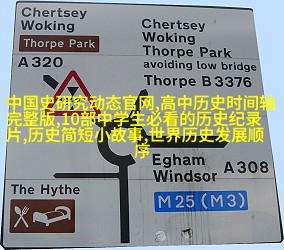 Chertsey
Woking
Thorpe Park
A320
Chertsey
Woking
Thorpe Park
avoiding low bridge
Thorpe B3376
中国史研究动态官网,高中历史时间轴
完整版,10部中学生必看的历史纪录
片,历史简短小故事,世界历史发展顺
序
Egham
Windsor
A308
M25 (M3)
The Hythe